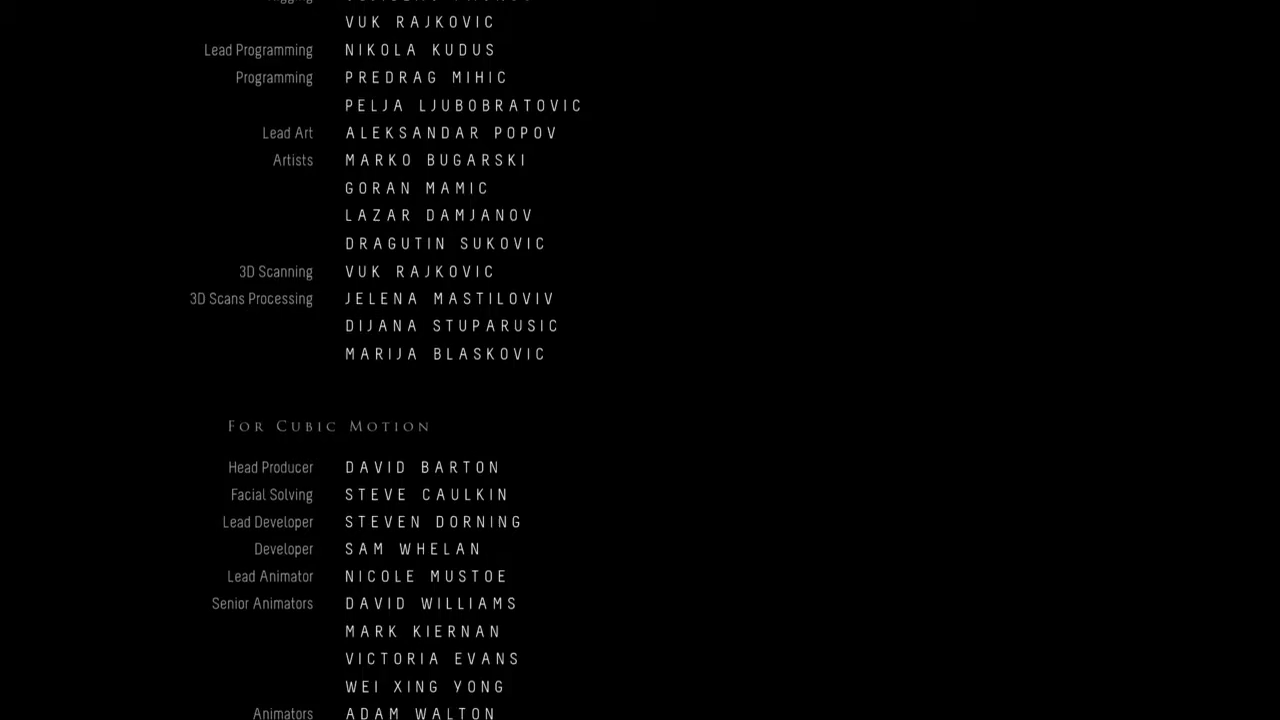 VUK RAJKOVIC
Lead Programming NIKOLA KUDUS
Programming PREDRAG MIHIC
PELJA LJUBOBRATOVIC
Lead Art ALEKSANDAR POPOV
Artists MARKO BUGARSKI
GORAN MAMIC
LAZAR DAMJANOV
DRAGUTIN SUKOVIC
3D Scanning VUK RAJKOVIC
3D Scans Processing JELENA MASTILOVIV
DIJANA STUPARUSIC
MARIJA BLASKOVIC
FOR CUBIC MOTION
Head Producer DAVID BARTON
Facial Solving STEVE CAULKIN
Lead Developer STEVEN DORNING
Developer SAM WHELAN
Lead Animator NICOLE MUSTOE
Senior Animators DAVID WILLIAMS
MARK KIERNAN
VICTORIA EVANS
WEI XING YONG
Animators ADAM WALTON